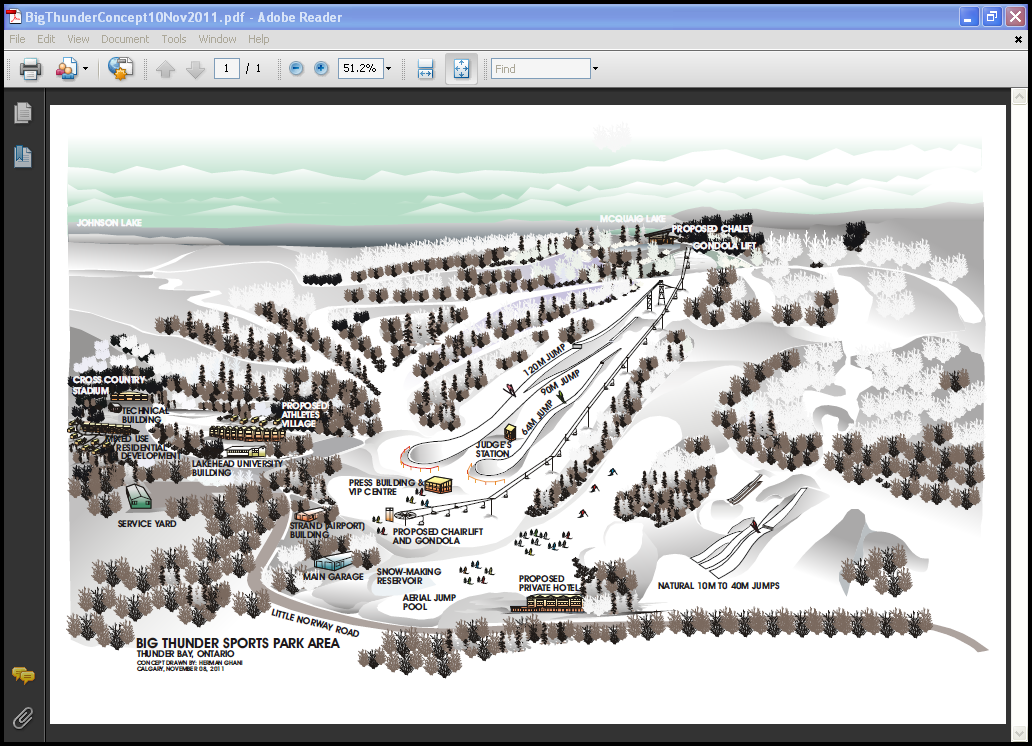 BigThunderConcept10Nov2011.pdf - Adobe Reader
File Edit View Document Tools Window Help
1 / 1 51.2% Find
JOHNSON LAKE
MCQUAIG LAKE
PROPOSED CHALET
GONDOLA LIFT
120M JUMP
90M JUMP
64M JUMP
CROSS COUNTRY
STADIUM
TECHNICAL
BUILDING
PROPOSED
ATHLETES
VILLAGE
MIXED USE
RESIDENTIAL
DEVELOPMEN
LAKEHEAD UNIVERSITY
BUILDING
JUDGE'S
STATION
PRESS BUILDING &
VIP CENTRE
SERVICE YARD
STRAND (AIRPORT)
BUILDING
PROPOSED CHAIRLIFT
AND GONDOLA
MAIN GARAGE
SNOW-MAKING
RESERVOIR
AERIAL JUMP
POOL
PROPOSED
PRIVATE HOTEL
NATURAL 10M TO 40M JUMPS
LITTLE NORWAY ROAD
BIG THUNDER SPORTS PARK AREA
THUNDER BAY, ONTARIO
CONCEPT DRAWN BY: HERMAN GHANI
CALGARY, NOVEMBER 08, 2011